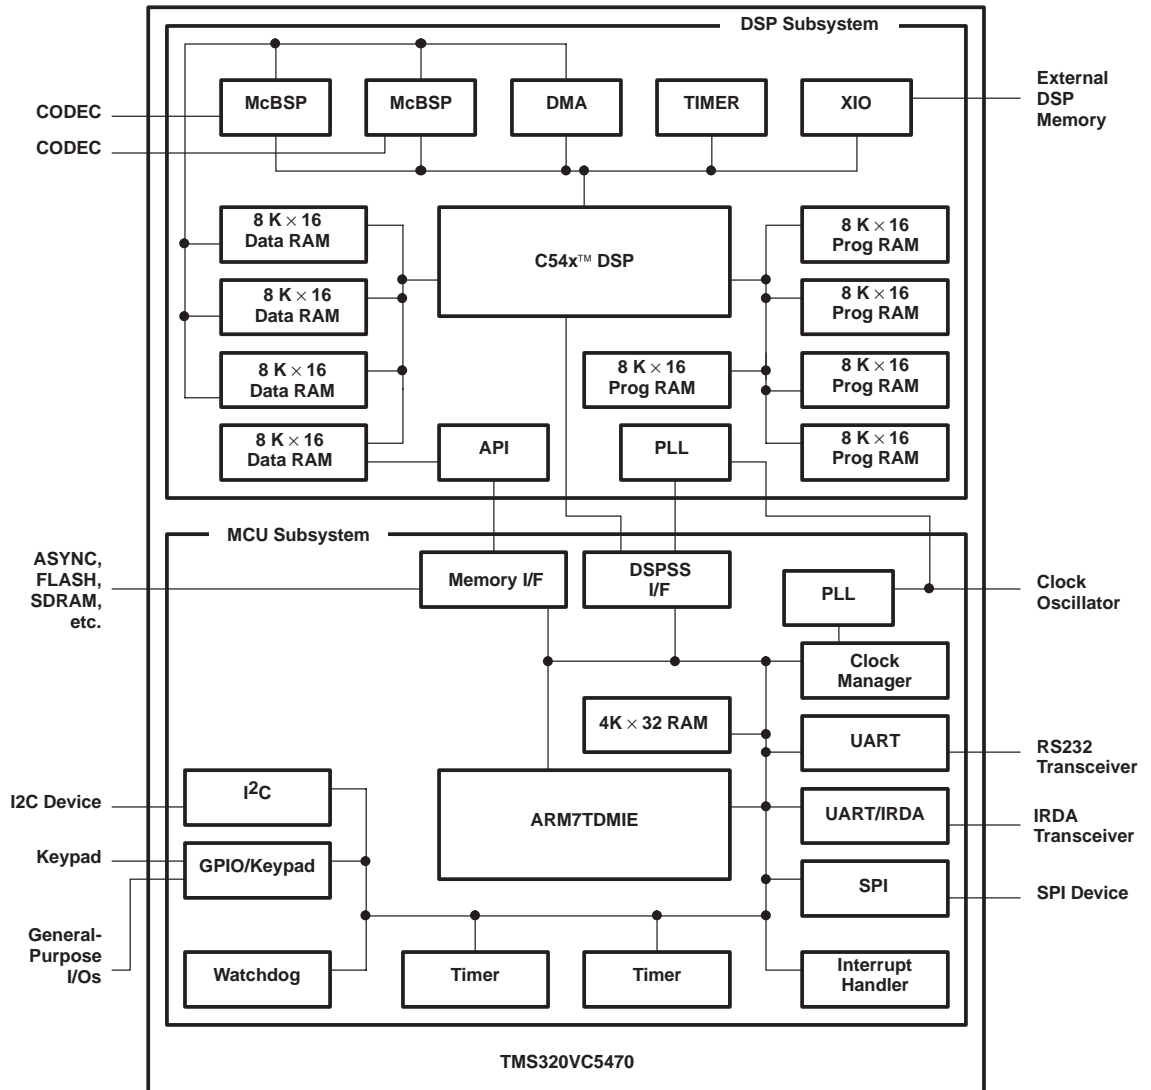 DSP Subsystem
McBSP
McBSP
DMA
TIMER
XIO
External
DSP
Memory
CODEC
CODEC
8 K × 16
Data RAM
8 K × 16
Data RAM
8 K × 16
Data RAM
8 K × 16
Data RAM
C54x™ DSP
8 K × 16
Prog RAM
8 K × 16
Prog RAM
8 K × 16
Prog RAM
8 K × 16
Prog RAM
8 K × 16
Prog RAM
API
PLL
MCU Subsystem
ASYNC,
FLASH,
SDRAM,
etc.
Memory I/F
DSPSS
I/F
PLL
Clock
Oscillator
Clock
Manager
4K × 32 RAM
UART
RS232
Transceiver
I2C Device
I²C
ARM7TDMIE
UART/IRDA
IRDA
Transceiver
Keypad
GPIO/Keypad
SPI
SPI Device
General-
Purpose
I/Os
Watchdog
Timer
Timer
Interrupt
Handler
TMS320VC5470